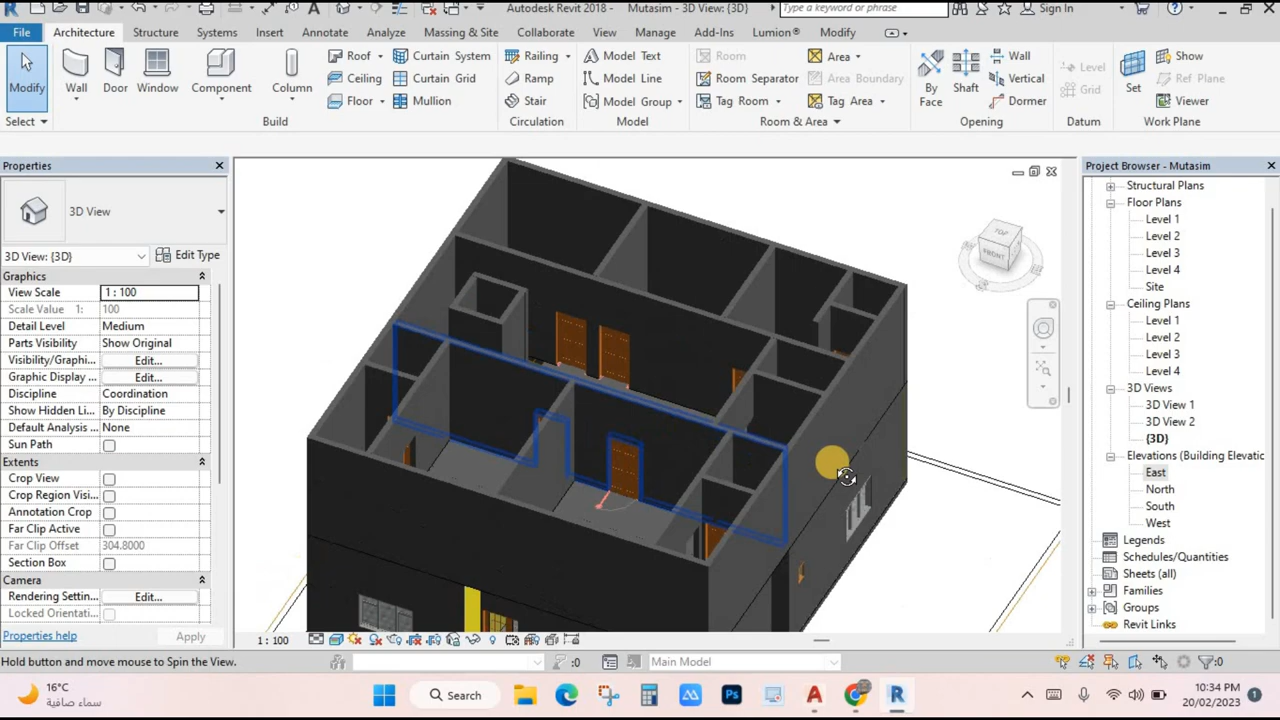 Autodesk Revit 2018 - Mutasim - 3D View: {3D}
Type a keyword or phrase
Sign In
File Architecture Structure Systems Insert Annotate Analyze Massing & Site Collaborate View Manage Add-Ins Lumion® Modify
Modify
Wall
Door
Window
Component
Column
Roof
Ceiling
Floor
Curtain System
Curtain Grid
Mullion
Railing
Ramp
Stair
Model Text
Model Line
Model Group
Room
Room Separator
Tag Room
Area
Area Boundary
Tag Area
By
Face
Shaft
Wall
Vertical
Dormer
Level
Grid
Set
Show
Ref Plane
Viewer
Select
Build
Circulation
Model
Room & Area
Opening
Datum
Work Plane
Properties
3D View
3D View: {3D}
Edit Type
Graphics
View Scale 1 : 100
Scale Value 1: 100
Detail Level Medium
Parts Visibility Show Original
Visibility/Graphi... Edit...
Graphic Display ... Edit...
Discipline Coordination
Show Hidden Li... By Discipline
Default Analysis ... None
Sun Path
Extents
Crop View
Crop Region Visi...
Annotation Crop
Far Clip Active
Far Clip Offset 304.8000
Section Box
Camera
Rendering Settin... Edit...
Locked Orientati...
Properties help
Apply
TOP
FRONT
Project Browser - Mutasim
Structural Plans
Floor Plans
Level 1
Level 2
Level 3
Level 4
Site
Ceiling Plans
Level 1
Level 2
Level 3
Level 4
3D Views
3D View 1
3D View 2
{3D}
Elevations (Building Elevatic
East
North
South
West
Legends
Schedules/Quantities
Sheets (all)
Families
Groups
Revit Links
1 : 100
Hold button and move mouse to Spin the View.
:0
Main Model
:0
16°C
سماء صافية
Search
10:34 PM
20/02/2023